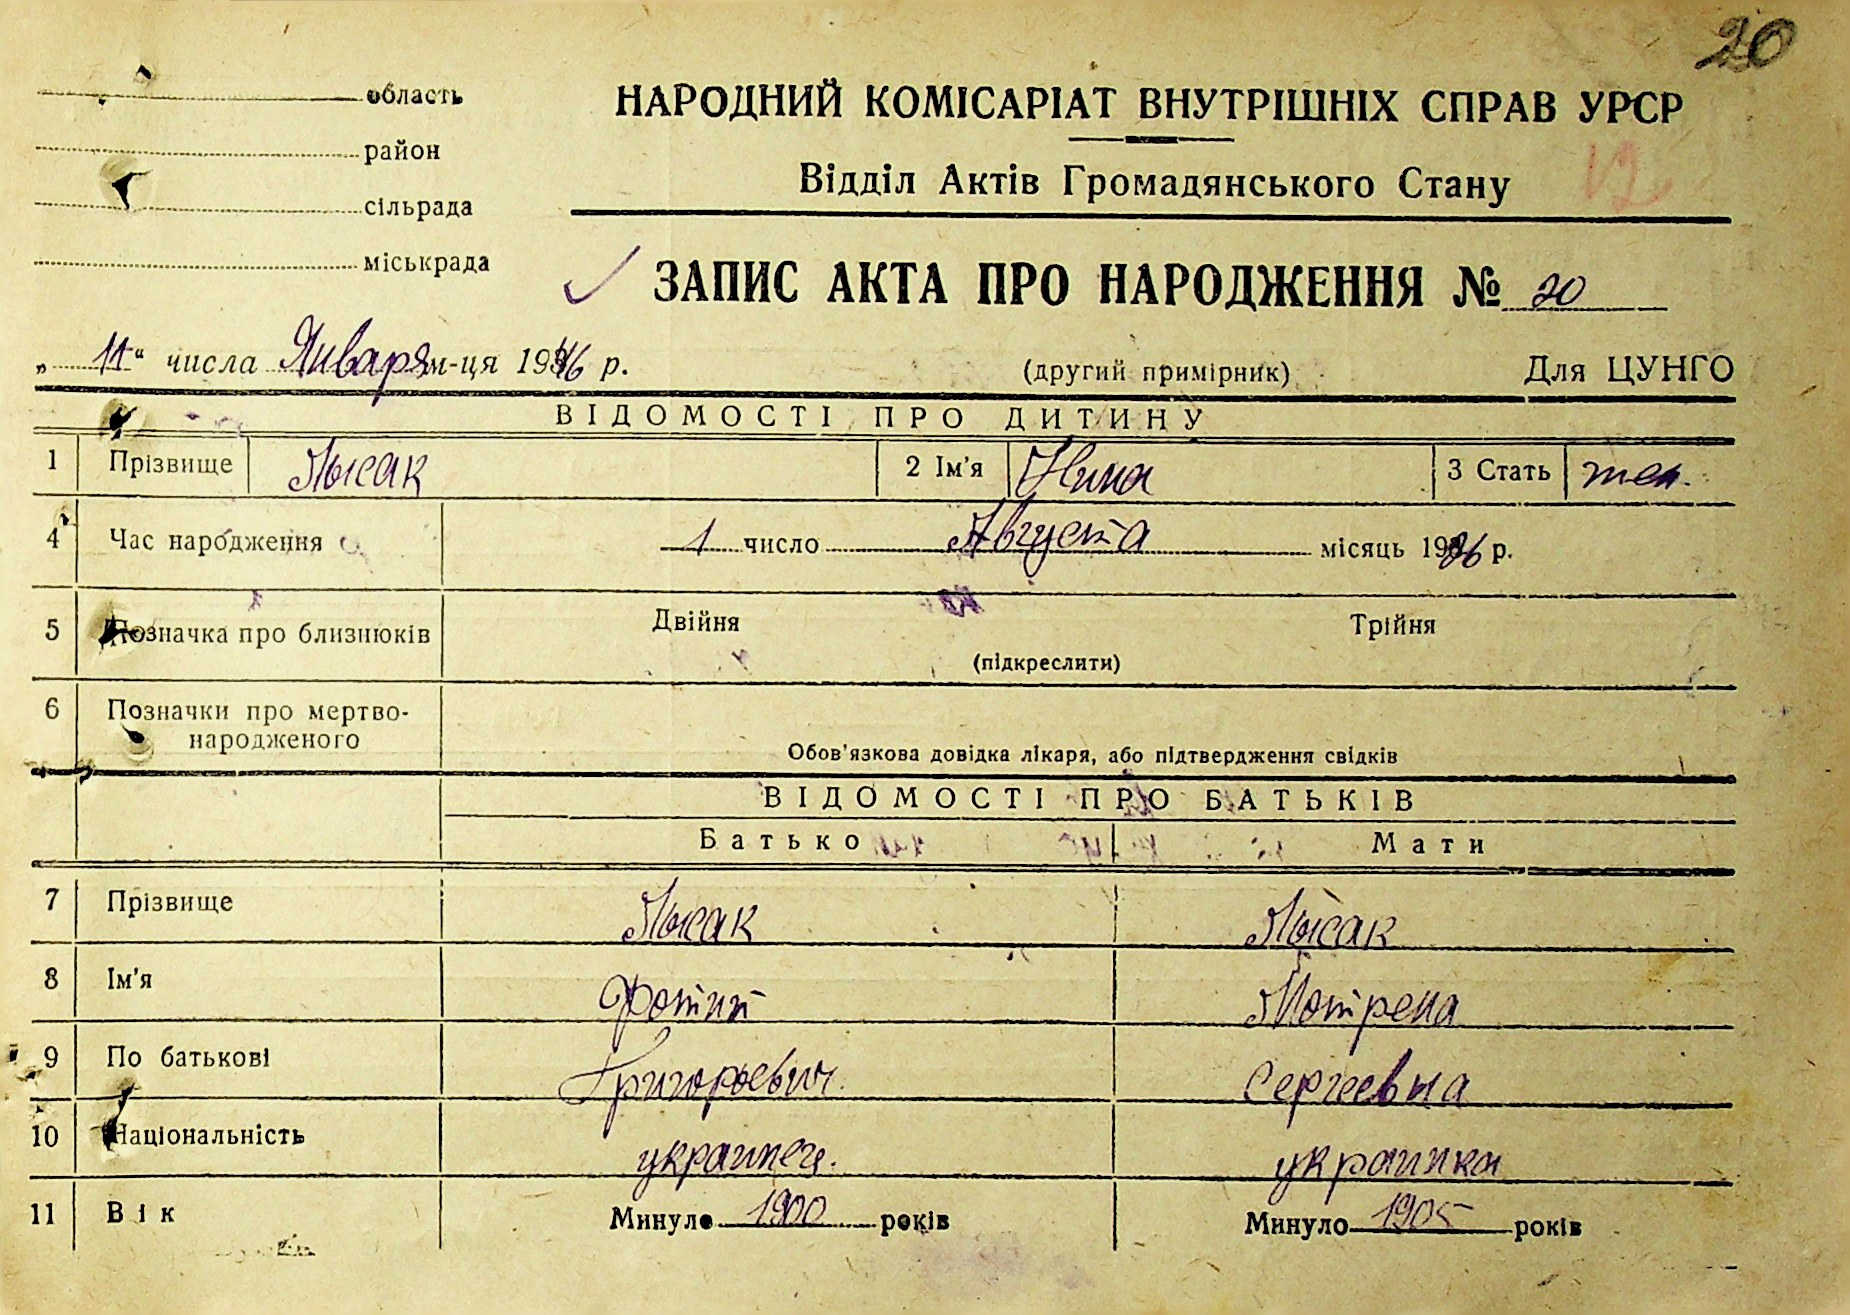 20
область
район
сільрада
міськрада
НАРОДНИЙ КОМІСАРІАТ ВНУТРІШНІХ СПРАВ УРСР
Відділ Актів Громадянського Стану
✓ ЗАПИС АКТА ПРО НАРОДЖЕННЯ № 20
„ 11 “ числа Января м-ця 1946 р. (другий примірник) Для ЦУНГО
ВІДОМОСТІ ПРО ДИТИНУ
1 Прізвище Лысак 2 Ім'я Нина 3 Стать жен.
4 Час народження 1 число Августа місяць 1936 р.
5 Позначка про близнюків Двійня Трійня
(підкреслити)
6 Позначки про мертво-
народженого
Обов'язкова довідка лікаря, або підтвердження свідків
ВІДОМОСТІ ПРО БАТЬКІВ
Батько Мати
7 Прізвище Лысак Лысак
8 Ім'я Фотий Мотрена
9 По батькові Григорьевич. Сергеевна
10 Національність украинец. украинка
11 Вік Минуло 1900 років Минуло 1905 років